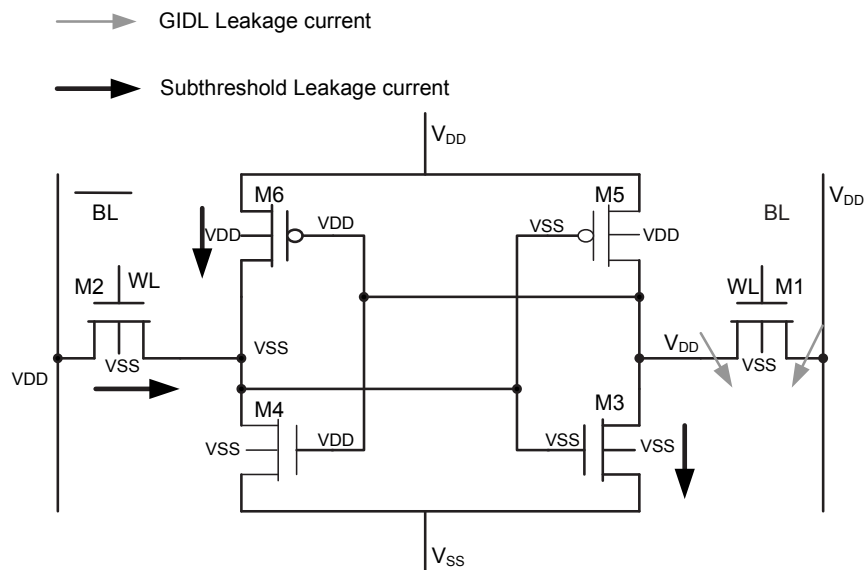 GIDL Leakage current
Subthreshold Leakage current
VDD
M6
M5
BL
VDD
VSS
BL
VDD
VDD
VDD
M2
WL
WL
M1
VSS
VDD
VSS
VSS
VDD
M4
M3
VSS
VDD
VSS
VSS
VSS